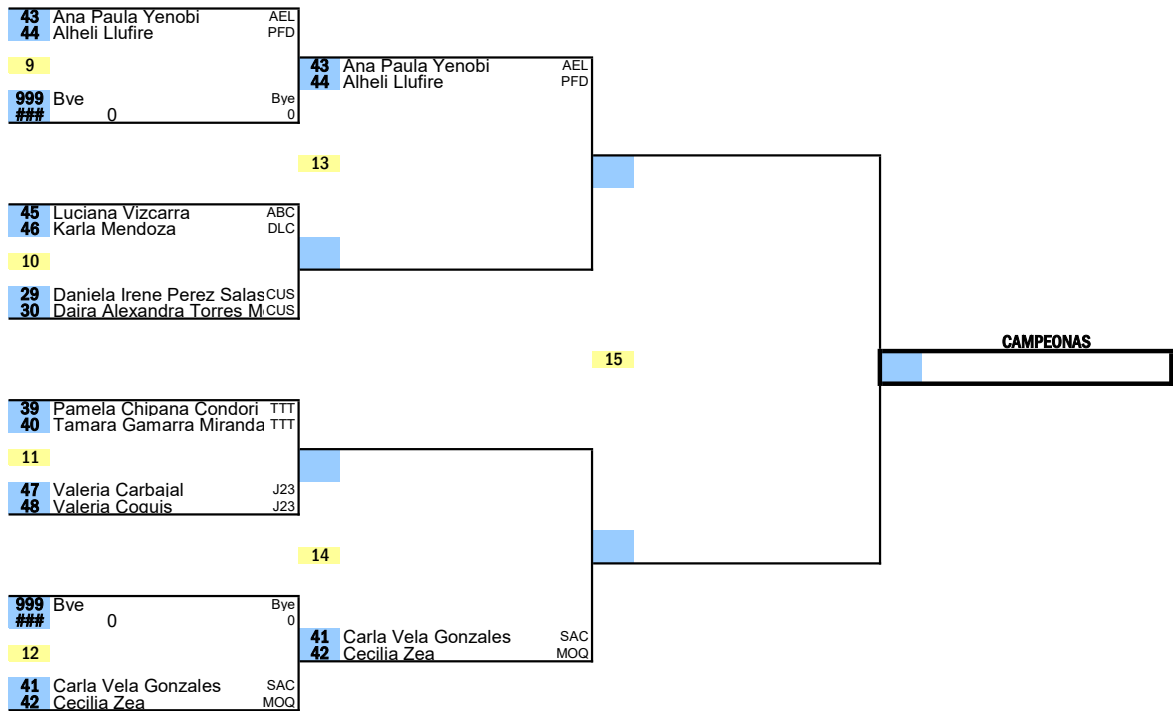 43 Ana Paula Yenobi AEL
44 Alheli Llufire PFD
9
43 Ana Paula Yenobi AEL
44 Alheli Llufire PFD
999 Bye Bye
### 0 0
13
45 Luciana Vizcarra ABC
46 Karla Mendoza DLC
10
29 Daniela Irene Perez Salas CUS
30 Daira Alexandra Torres M CUS
CAMPEONAS
15
39 Pamela Chipana Condori TTT
40 Tamara Gamarra Miranda TTT
11
47 Valeria Carbajal J23
48 Valeria Coquis J23
14
999 Bye Bye
### 0 0
41 Carla Vela Gonzales SAC
42 Cecilia Zea MOQ
12
41 Carla Vela Gonzales SAC
42 Cecilia Zea MOQ